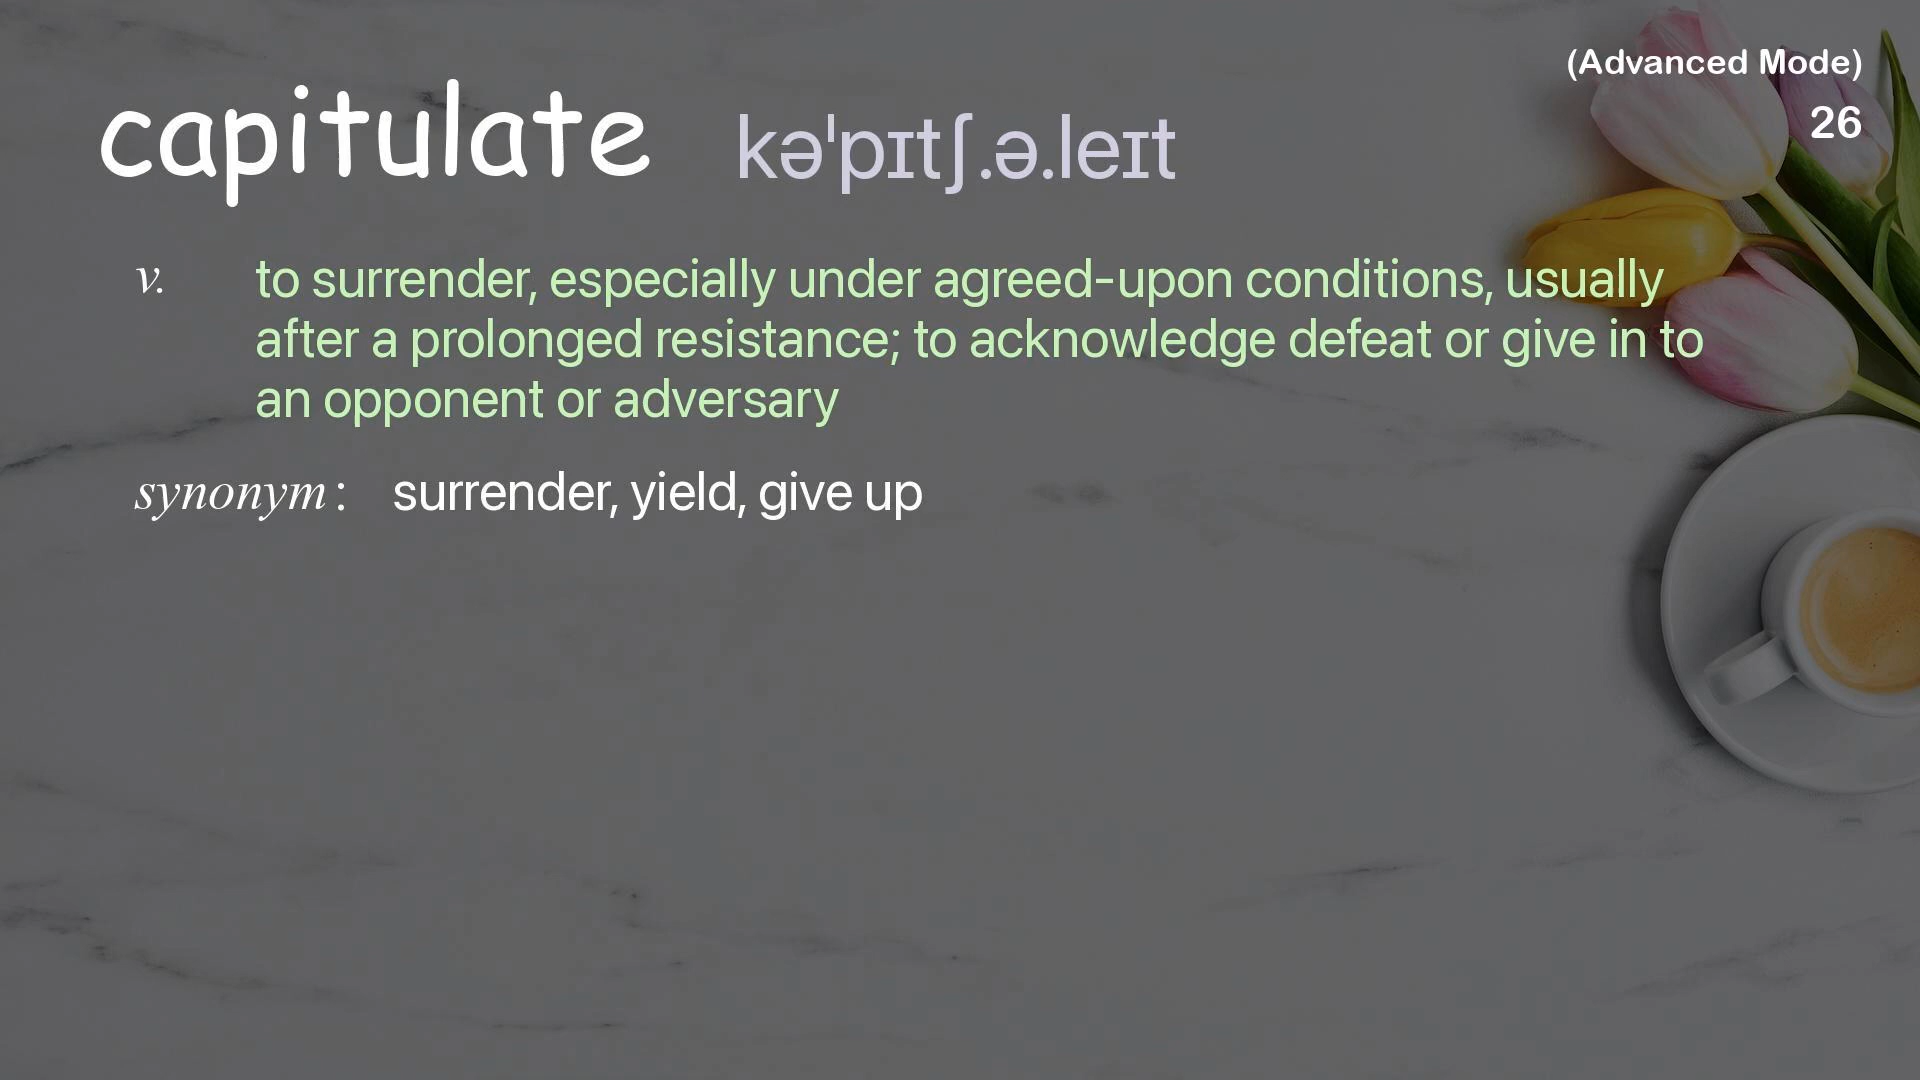 (Advanced Mode)
26
capitulate kəˈpɪtʃ.ə.leɪt
v. to surrender, especially under agreed-upon conditions, usually
after a prolonged resistance; to acknowledge defeat or give in to
an opponent or adversary
synonym: surrender, yield, give up